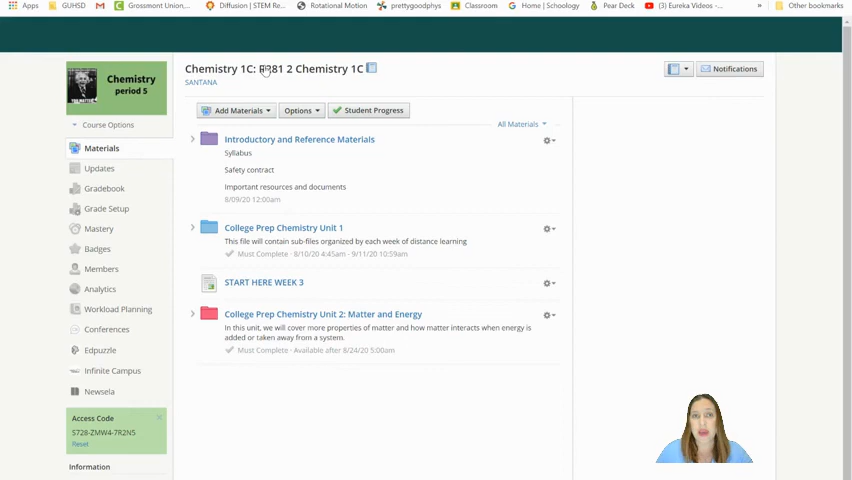 Apps
GUHSD
M
Grossmont Union,...
Diffusion | STEM Re...
Rotational Motion
prettygoodphys
Classroom
Home | Schoology
Pear Deck
(3) Eureka Videos -...
»
Other bookmarks
Chemistry
period 5
Course Options
Materials
Updates
Gradebook
Grade Setup
Mastery
Badges
Members
Analytics
Workload Planning
Conferences
Edpuzzle
Infinite Campus
Newsela
Access Code
S728-ZMW4-7R2N5
Reset
Information
Chemistry 1C: P281 2 Chemistry 1C
SANTANA
Notifications
Add Materials
Options
Student Progress
All Materials
Introductory and Reference Materials
Syllabus
Safety contract
Important resources and documents
8/09/20 12:00am
College Prep Chemistry Unit 1
This file will contain sub-files organized by each week of distance learning
Must Complete · 8/10/20 4:45am - 9/11/20 10:59am
START HERE WEEK 3
College Prep Chemistry Unit 2: Matter and Energy
In this unit, we will cover more properties of matter and how matter interacts when energy is
added or taken away from a system.
Must Complete · Available after 8/24/20 5:00am